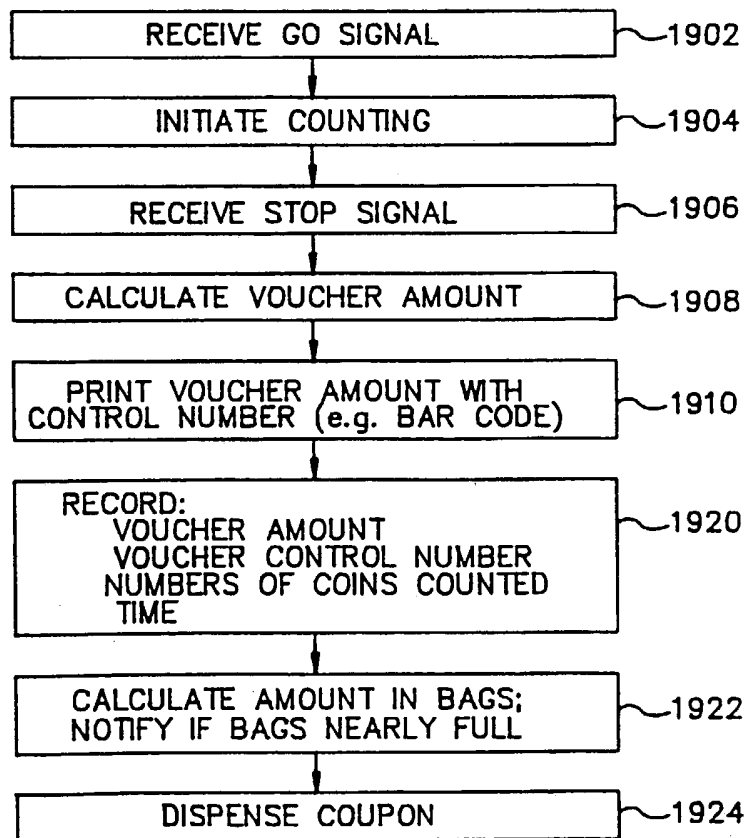 RECEIVE GO SIGNAL 1902
INITIATE COUNTING 1904
RECEIVE STOP SIGNAL 1906
CALCULATE VOUCHER AMOUNT 1908
PRINT VOUCHER AMOUNT WITH
CONTROL NUMBER (e.g. BAR CODE) 1910
RECORD:
VOUCHER AMOUNT 1920
VOUCHER CONTROL NUMBER
NUMBERS OF COINS COUNTED
TIME
CALCULATE AMOUNT IN BAGS;
NOTIFY IF BAGS NEARLY FULL 1922
DISPENSE COUPON 1924